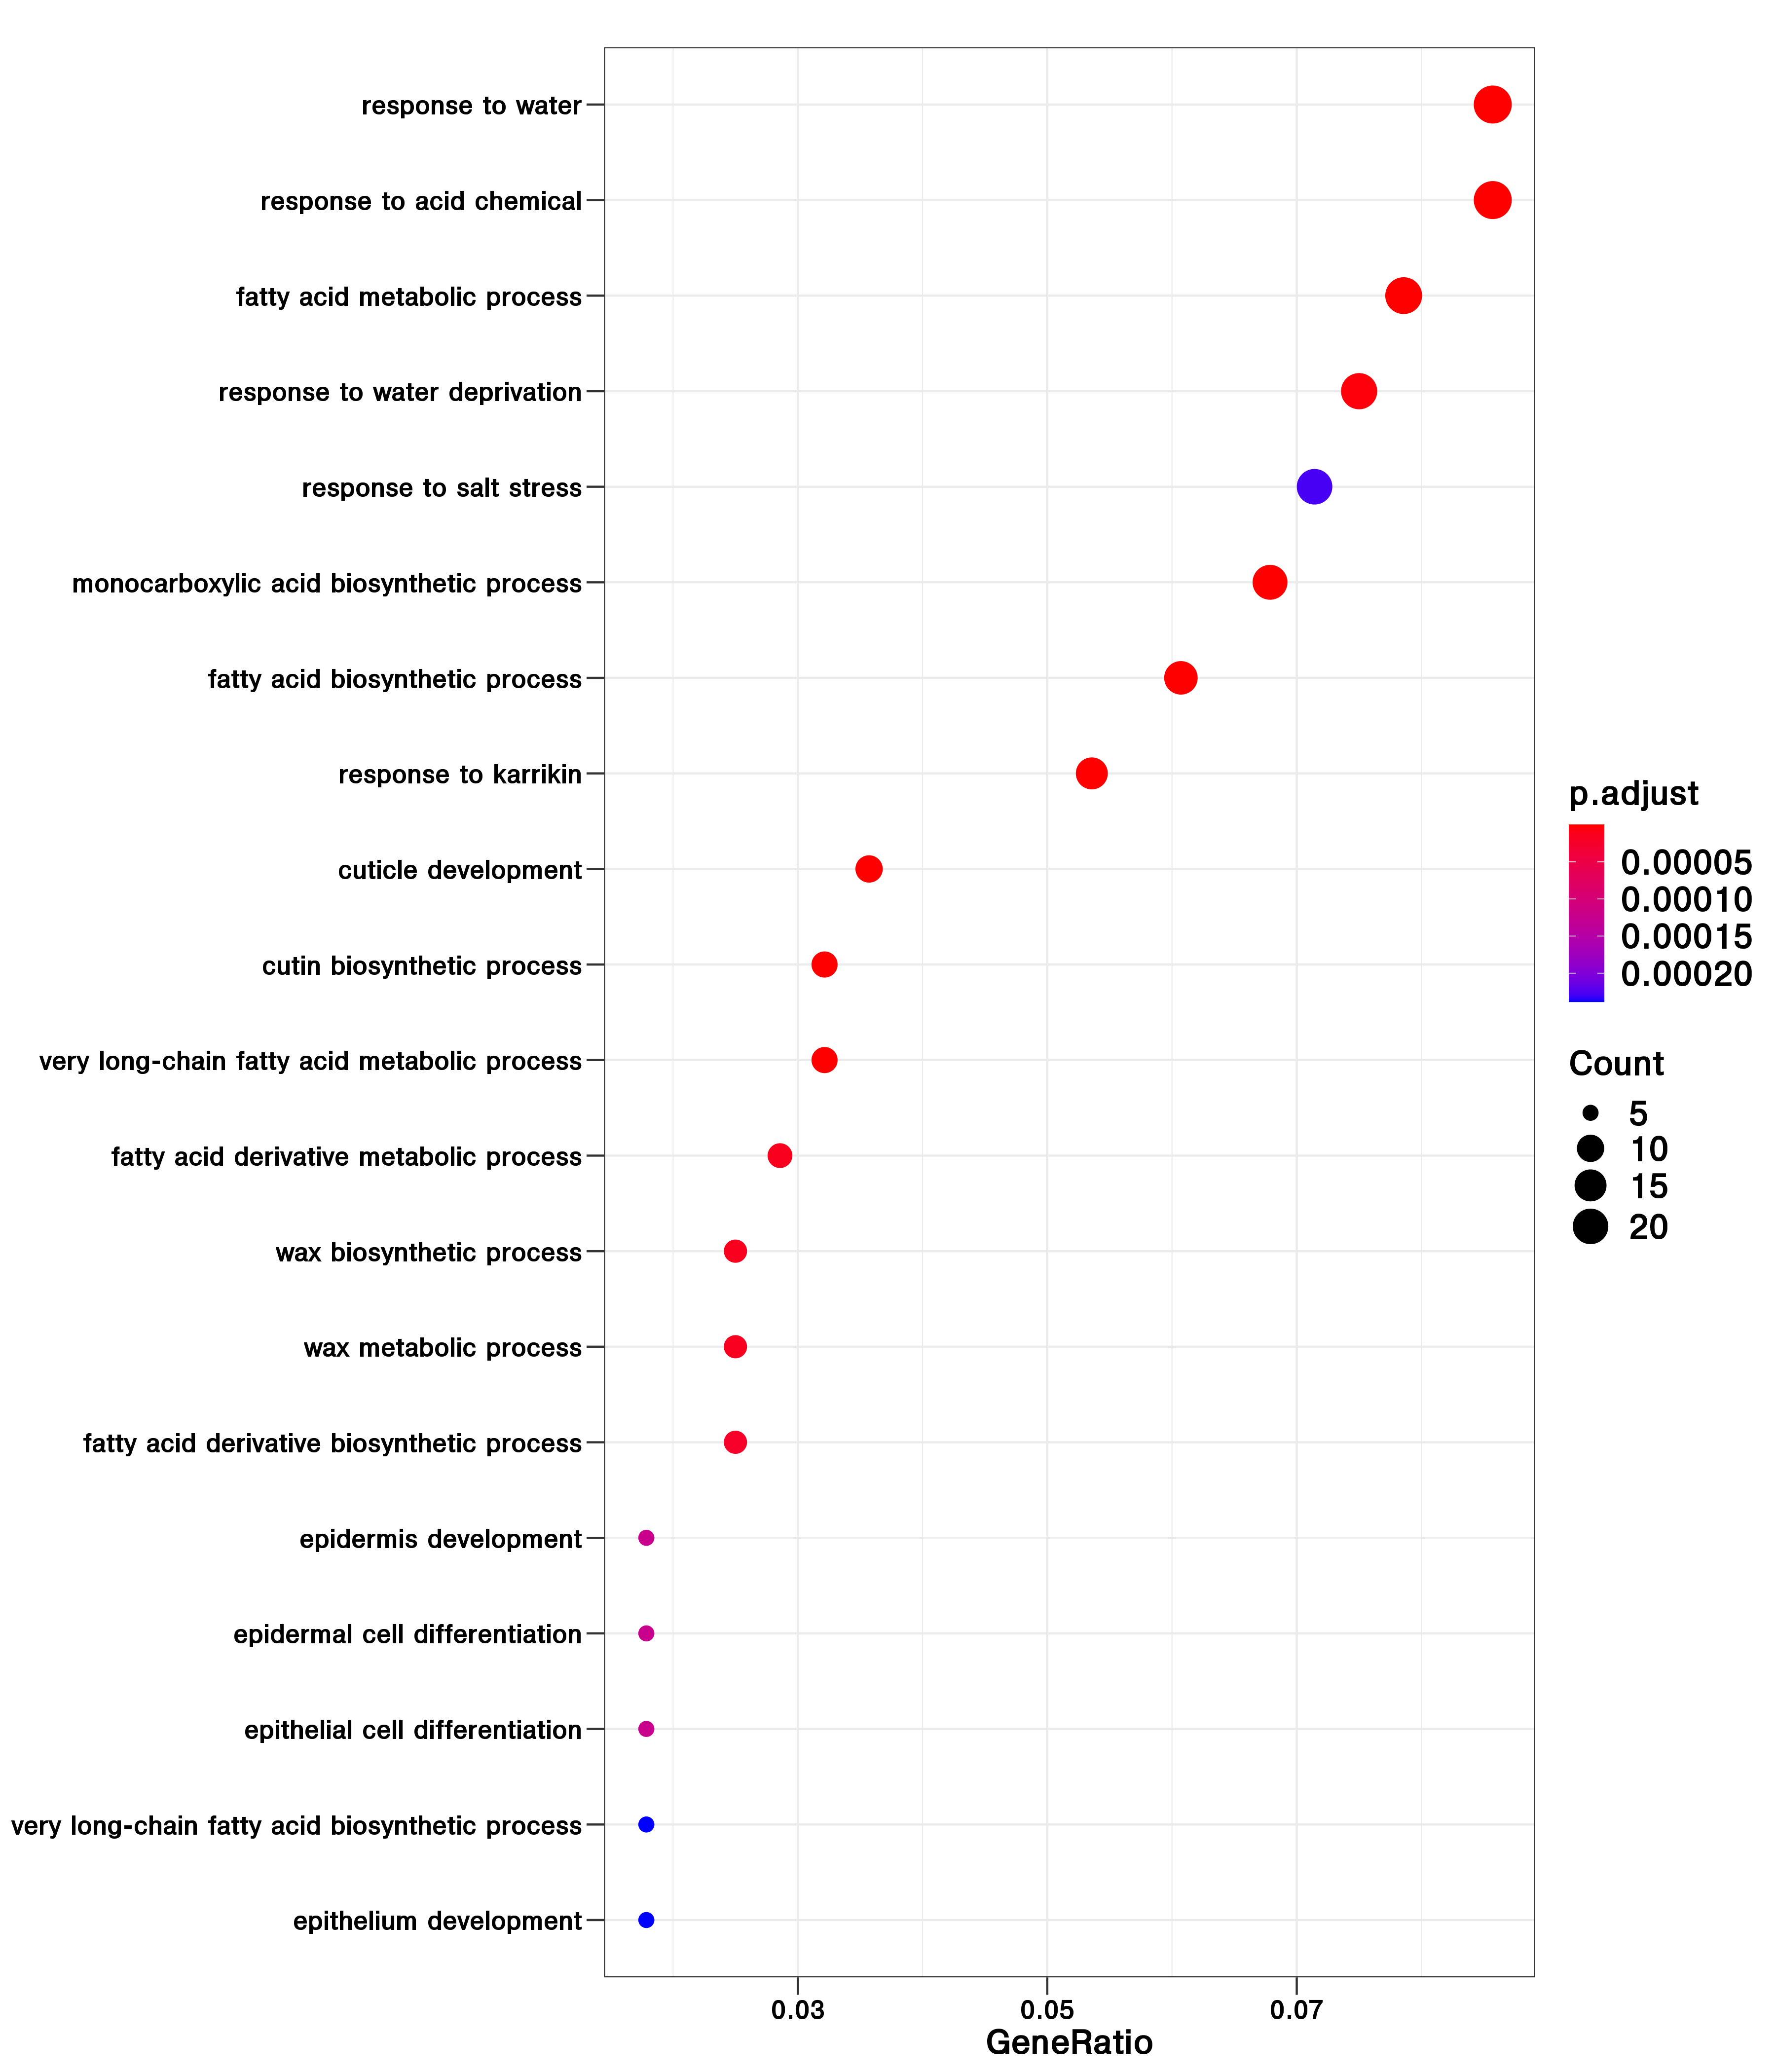 response to water
response to acid chemical
fatty acid metabolic process
response to water deprivation
response to salt stress
monocarboxylic acid biosynthetic process
fatty acid biosynthetic process
response to karrikin
cuticle development
cutin biosynthetic process
very long-chain fatty acid metabolic process
fatty acid derivative metabolic process
wax biosynthetic process
wax metabolic process
fatty acid derivative biosynthetic process
epidermis development
epidermal cell differentiation
epithelial cell differentiation
very long-chain fatty acid biosynthetic process
epithelium development
0.03 0.05 0.07
GeneRatio
p.adjust
0.00005
0.00010
0.00015
0.00020
Count
5
10
15
20